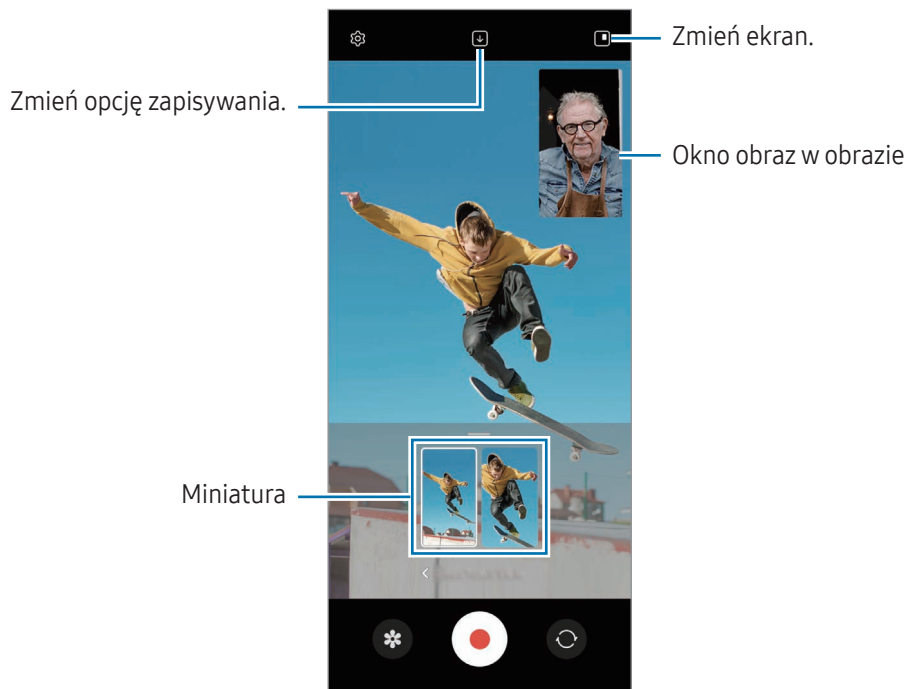 Zmień ekran.
Zmień opcję zapisywania.
Okno obraz w obrazie
Miniatura